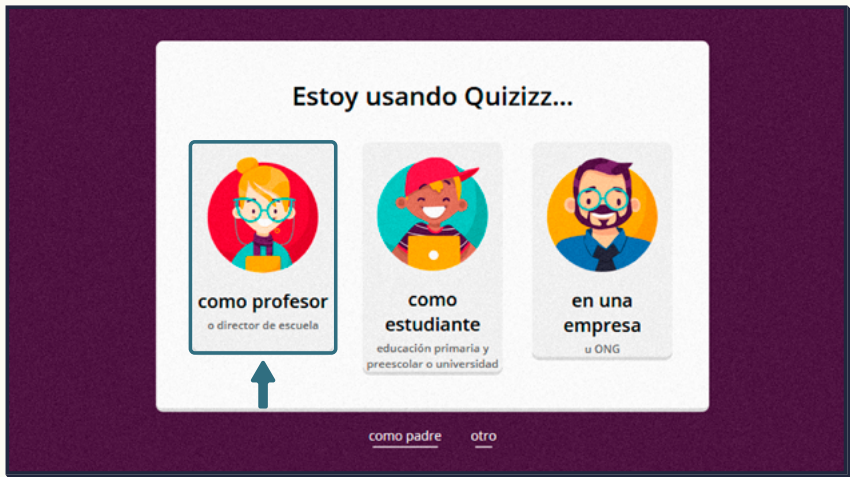 Estoy usando Quizizz...
como profesor
o director de escuela
como
estudiante
educación primaria y
preescolar o universidad
en una
empresa
u ONG
como padre
otro